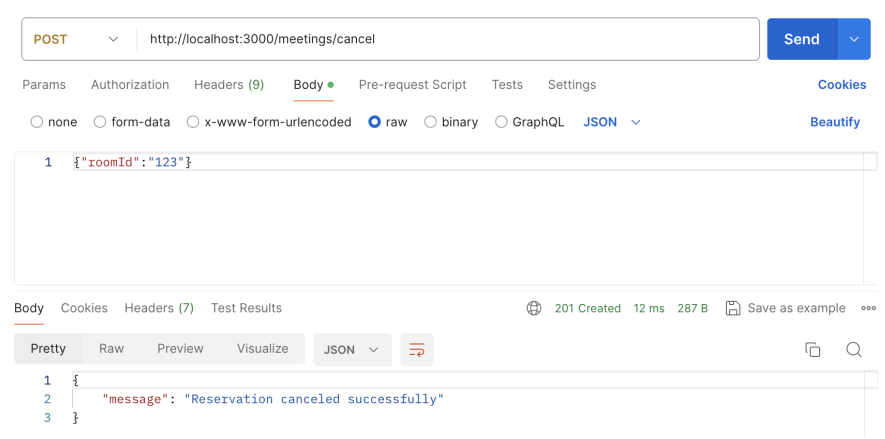 POST http://localhost:3000/meetings/cancel Send
Params Authorization Headers (9) Body Pre-request Script Tests Settings Cookies
none form-data x-www-form-urlencoded raw binary GraphQL JSON Beautify
1 {"roomId":"123"}
Body Cookies Headers (7) Test Results 201 Created 12 ms 287 B Save as example
Pretty Raw Preview Visualize JSON
1 {
2 "message": "Reservation canceled successfully"
3 }